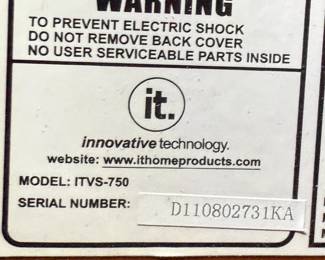 WARNING
TO PREVENT ELECTRIC SHOCK
DO NOT REMOVE BACK COVER
NO USER SERVICEABLE PARTS INSIDE
it.
innovative technology.
website: www.ithomeproducts.com
MODEL: ITVS-750
SERIAL NUMBER: D110802731KA